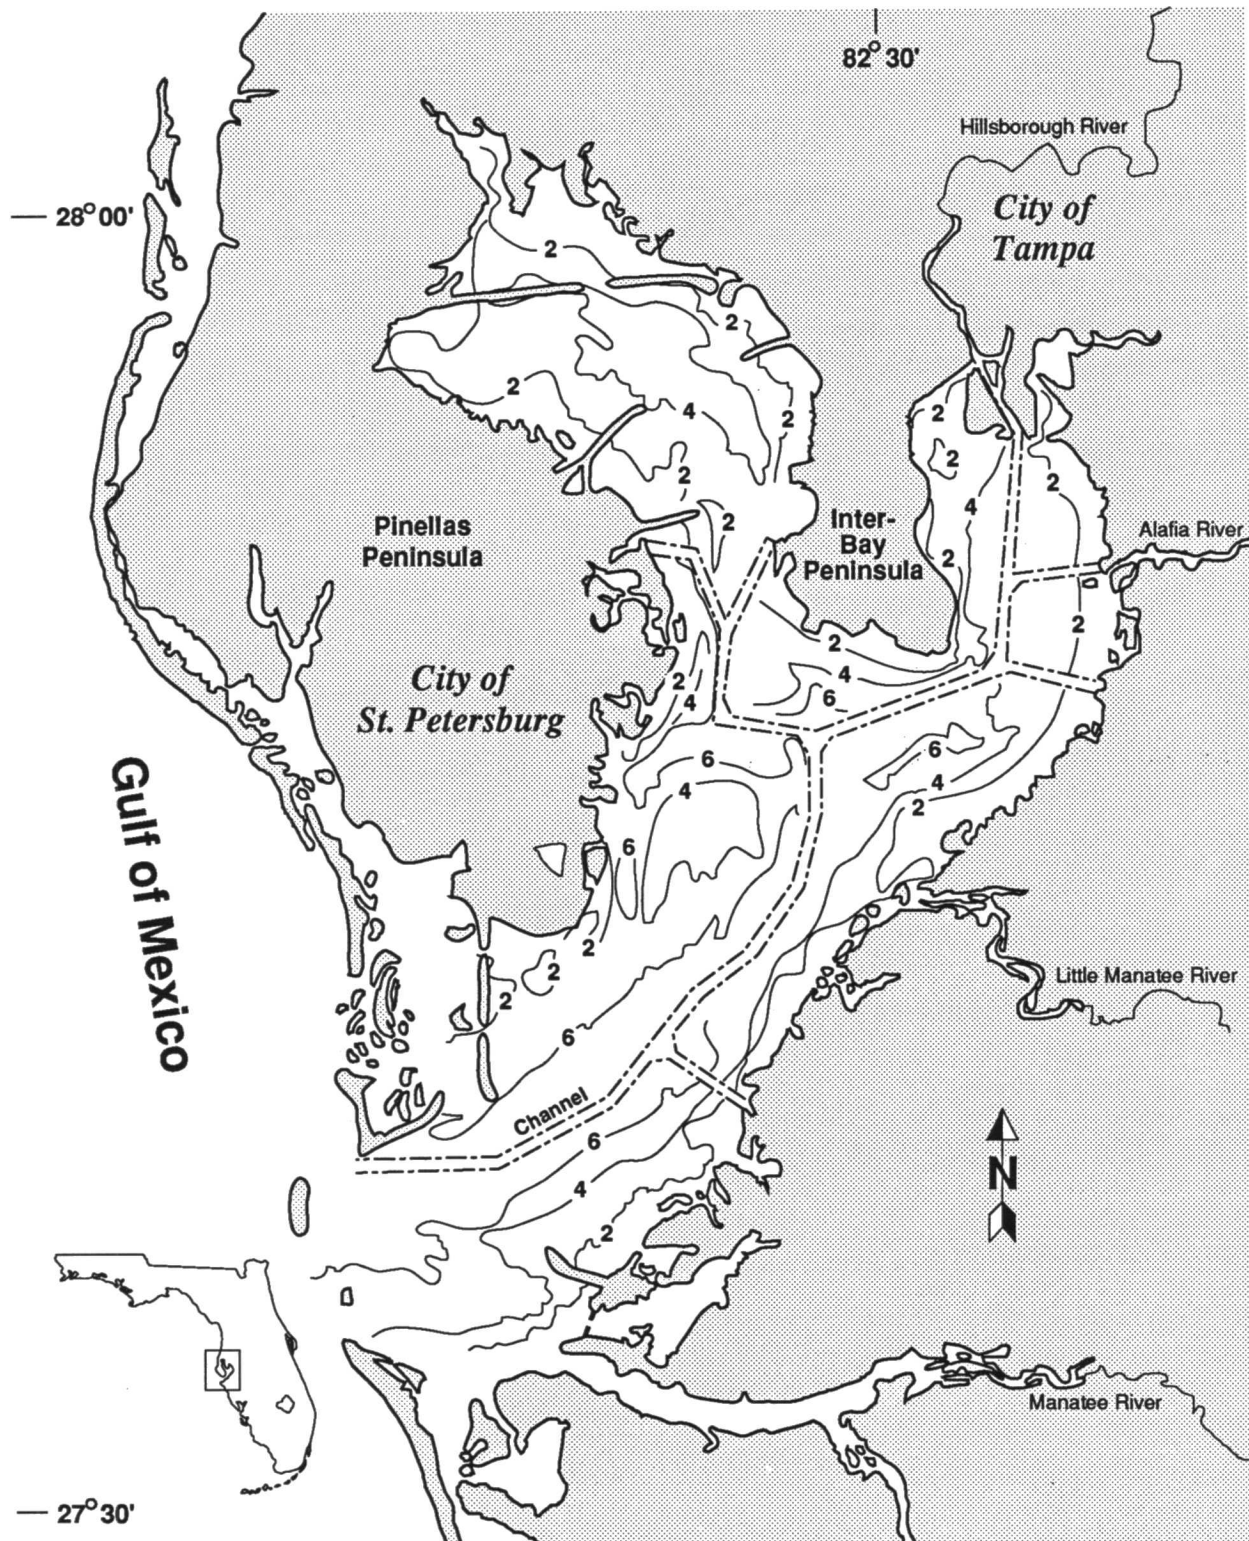 82° 30'
Hillsborough River
28° 00'
City of
Tampa
2
2
2
4
2
2
2
2
4
2
2
2
Pinellas
Peninsula
Inter-
Bay
Peninsula
Alafia River
2
2
2
City of
St. Petersburg
2
4
4
6
6
6
4
4
2
6
Gulf of Mexico
2
2
2
Little Manatee River
6
Channel
6
N
4
2
Manatee River
27° 30'